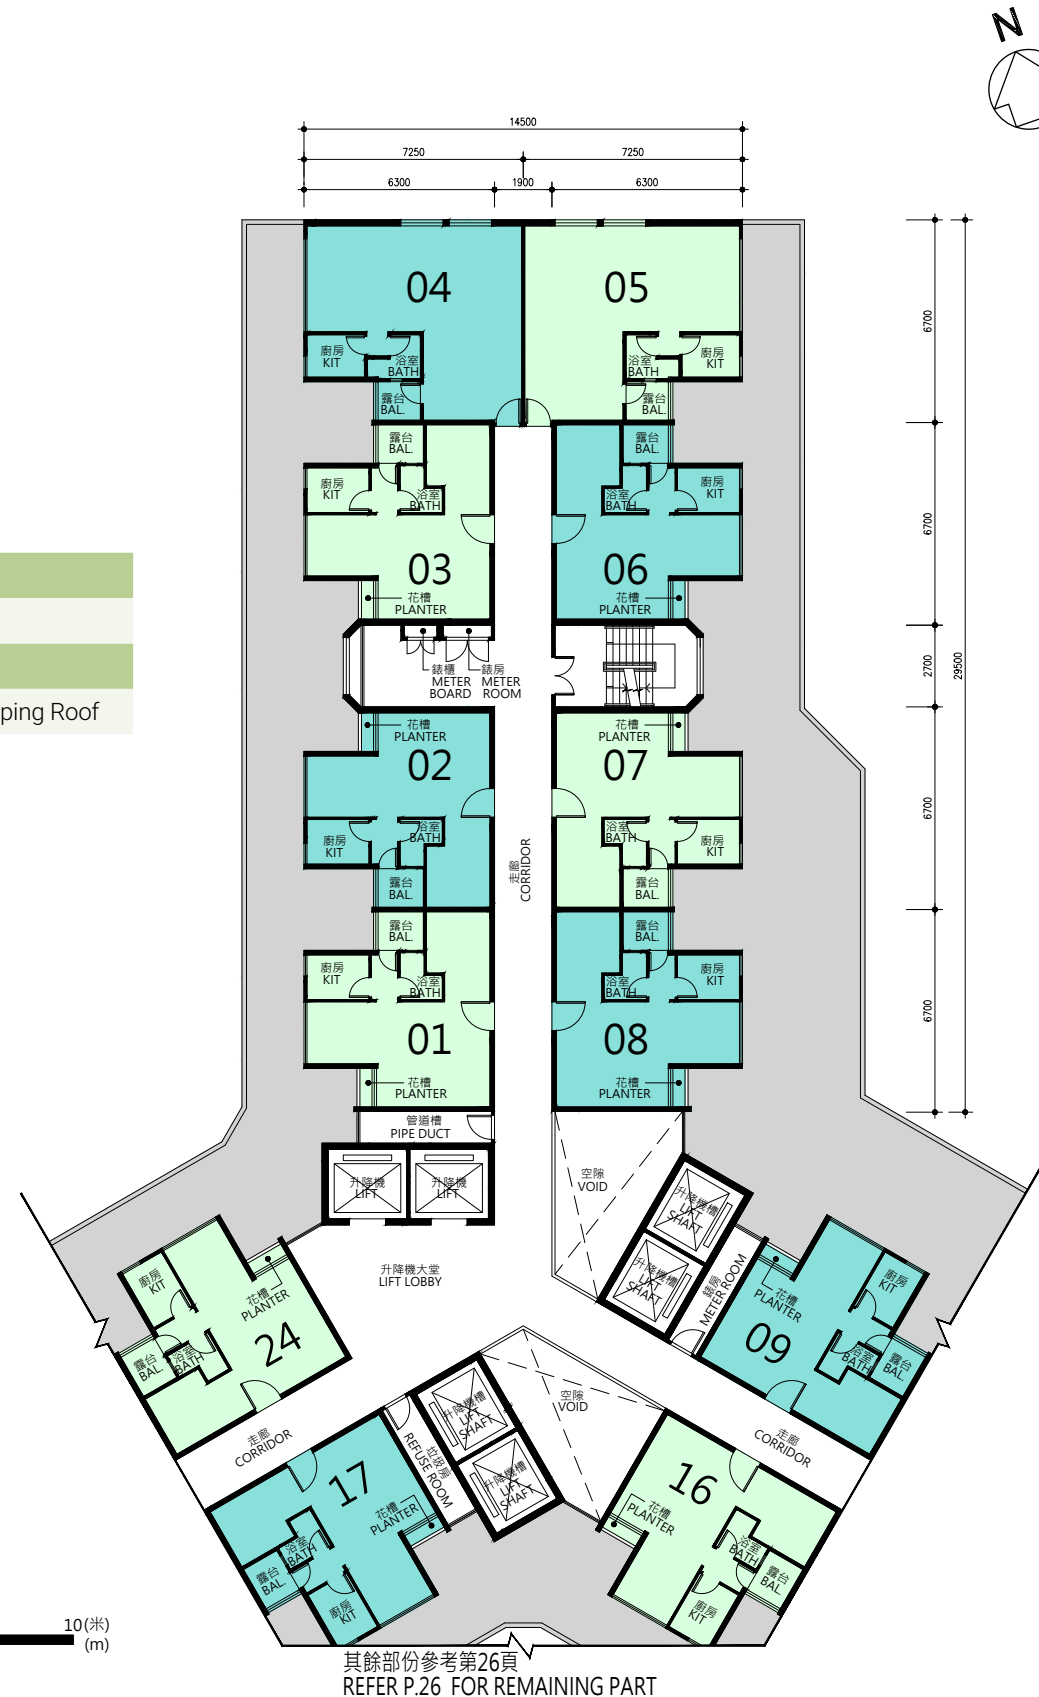 N
14500
7250
7250
6300
1900
6300
04
05
廚房
KIT
浴室
BATH
浴室
BATH
廚房
KIT
露台
BAL.
露台
BAL.
6700
露台
BAL.
露台
BAL.
廚房
KIT
浴室
BATH
浴室
BATH
廚房
KIT
6700
03
06
花槽
PLANTER
花槽
PLANTER
錶櫃
METER
BOARD
錶房
METER
ROOM
2700
29500
ping Roof
花槽
PLANTER
花槽
PLANTER
02
07
廚房
KIT
浴室
BATH
浴室
BATH
廚房
KIT
6700
走廊
CORRIDOR
露台
BAL.
露台
BAL.
露台
BAL.
露台
BAL.
廚房
KIT
浴室
BATH
浴室
BATH
廚房
KIT
6700
01
08
花槽
PLANTER
花槽
PLANTER
管道槽
PIPE DUCT
升降機
LIFT
升降機
LIFT
空隙
VOID
升降機槽
LIFT
SHAFT
升降機槽
LIFT
SHAFT
錶房
METER ROOM
升降機大堂
LIFT LOBBY
廚房
KIT
花槽
PLANTER
24
露台
BAL.
浴室
BATH
花槽
PLANTER
廚房
KIT
09
浴室
BATH
露台
BAL.
走廊
CORRIDOR
升降機槽
LIFT
SHAFT
升降機槽
LIFT
SHAFT
垃圾房
REFUSE ROOM
空隙
VOID
走廊
CORRIDOR
17
花槽
PLANTER
浴室
BATH
露台
BAL.
廚房
KIT
16
花槽
PLANTER
浴室
BATH
露台
BAL.
廚房
KIT
10(米)
(m)
其餘部份參考第26頁
REFER P.26 FOR REMAINING PART